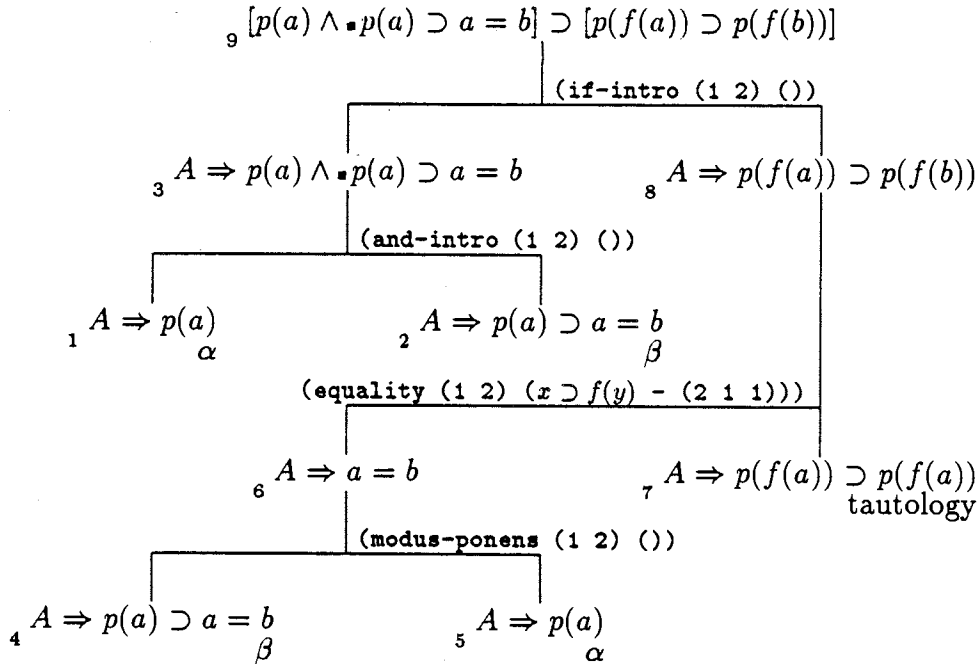 9 [p(a) ∧ ▪ p(a) ⊃ a = b] ⊃ [p(f(a)) ⊃ p(f(b))]
(if-intro (1 2) ())
3 A ⇒ p(a) ∧ ▪ p(a) ⊃ a = b
8 A ⇒ p(f(a)) ⊃ p(f(b))
(and-intro (1 2) ())
1 A ⇒ p(a)
α
2 A ⇒ p(a) ⊃ a = b
β
(equality (1 2) (x ⊃ f(y) - (2 1 1)))
6 A ⇒ a = b
7 A ⇒ p(f(a)) ⊃ p(f(a))
tautology
(modus-ponens (1 2) ())
4 A ⇒ p(a) ⊃ a = b
β
5 A ⇒ p(a)
α